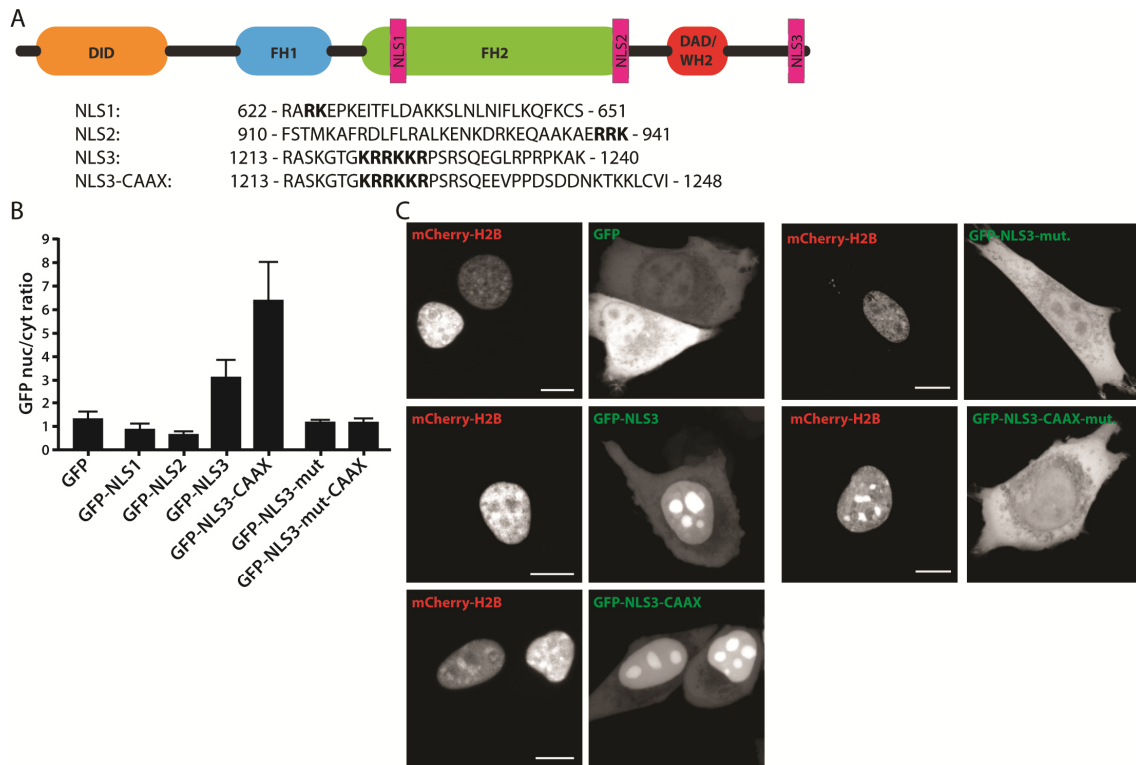 A
DID
FH1
NLS1
FH2
NLS2
DAD/
WH2
NLS3
NLS1: 622 - RARKEPKEITFLDAKKSLNLNIFLKQFKCS - 651
NLS2: 910 - FSTMKAFRDLFLRALKENKDRKEQAAKAERRRK - 941
NLS3: 1213 - RASKGTGKRRKKRPSRSQEGLRPRPKAK - 1240
NLS3-CAAX: 1213 - RASKGTGKRRKKRPSRSQEEVPPDSDDNKTKKLCVI - 1248
B
GFP nuc/cyt ratio
9
8
7
6
5
4
3
2
1
0
GFP
GFP-NLS1
GFP-NLS2
GFP-NLS3
GFP-NLS3-CAAX
GFP-NLS3-mut
GFP-NLS3-mut-CAAX
C
mCherry-H2B
GFP
mCherry-H2B
GFP-NLS3-mut.
mCherry-H2B
GFP-NLS3
mCherry-H2B
GFP-NLS3-CAAX-mut.
mCherry-H2B
GFP-NLS3-CAAX